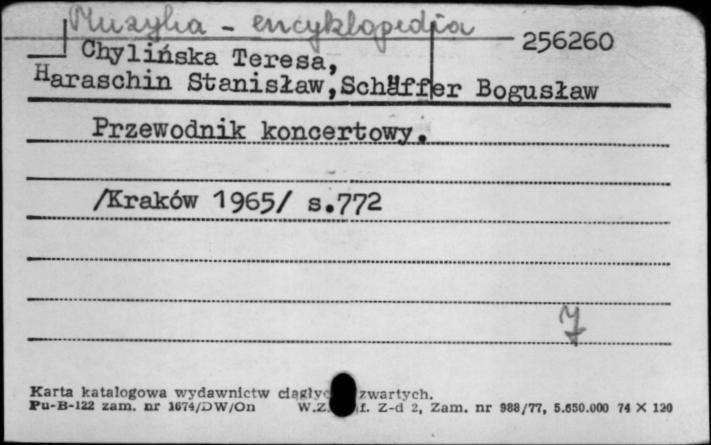 Muzyka - encyklopedia
256260
Chylińska Teresa,
Haraschin Stanisław,Schäffer Bogusław
Przewodnik koncertowy.
/Kraków 1965/ s.772
Karta katalogowa wydawnictw zwartych.
Pu-B-122 zam. nr 1674/DW/On W.Z. f. Z-d 2, Zam. nr 988/77, 5.650.000 74 X 120